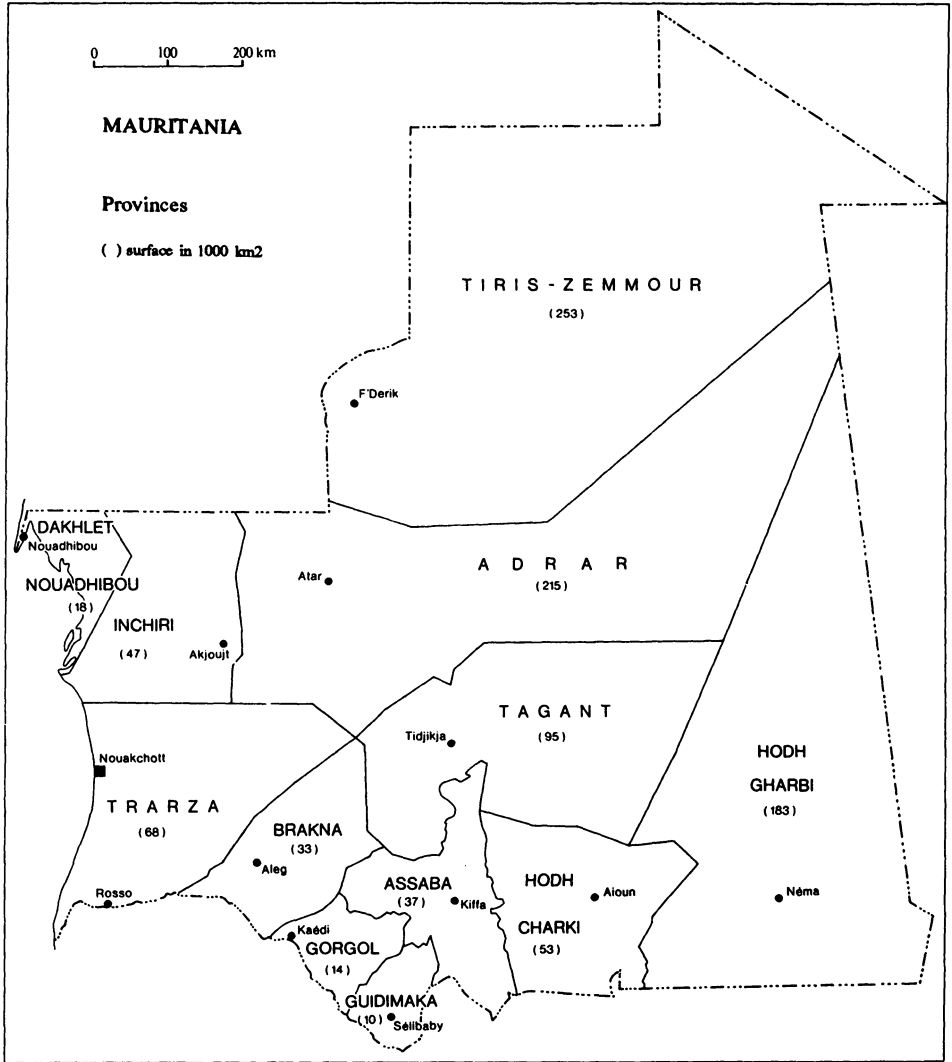 0 100 200 km
MAURITANIA
Provinces
( ) surface in 1000 km2
TIRIS-ZEMMOUR
(253)
F'Derik
DAKHLET
Nouadhibou
NOUADHIBOU
(18)
INCHIRI
(47)
Akjoujt
Atar
ADRAR
(215)
TAGANT
(95)
Tidjikja
Nouakchott
TRARZA
(68)
Rosso
BRAKNA
(33)
Aleg
HODH
GHARBI
(183)
Néma
ASSABA
(37)
Kiffa
HODH
Aioun
CHARKI
(53)
Kaédi
GORGOL
(14)
GUIDIMAKA
(10)
Sélibaby